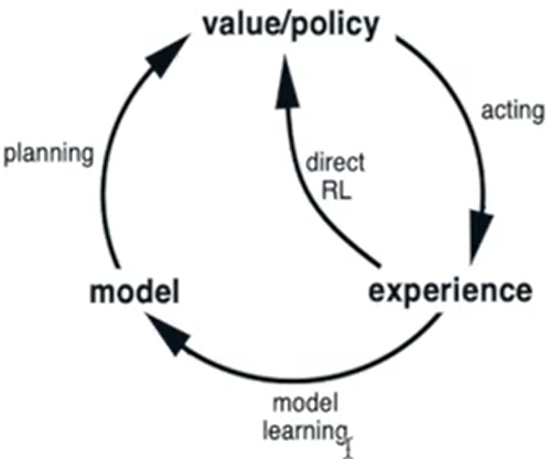 value/policy
acting
planning
direct
RL
model
experience
model
learning